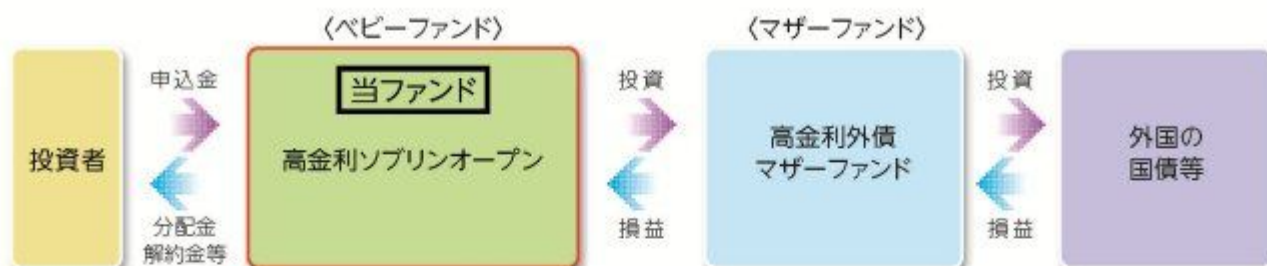 〈ベビーファンド〉
〈マザーファンド〉
投資者
申込金
分配金
解約金等
当ファンド
高金利ソブリンオープン
投資
損益
高金利外債
マザーファンド
投資
損益
外国の
国債等